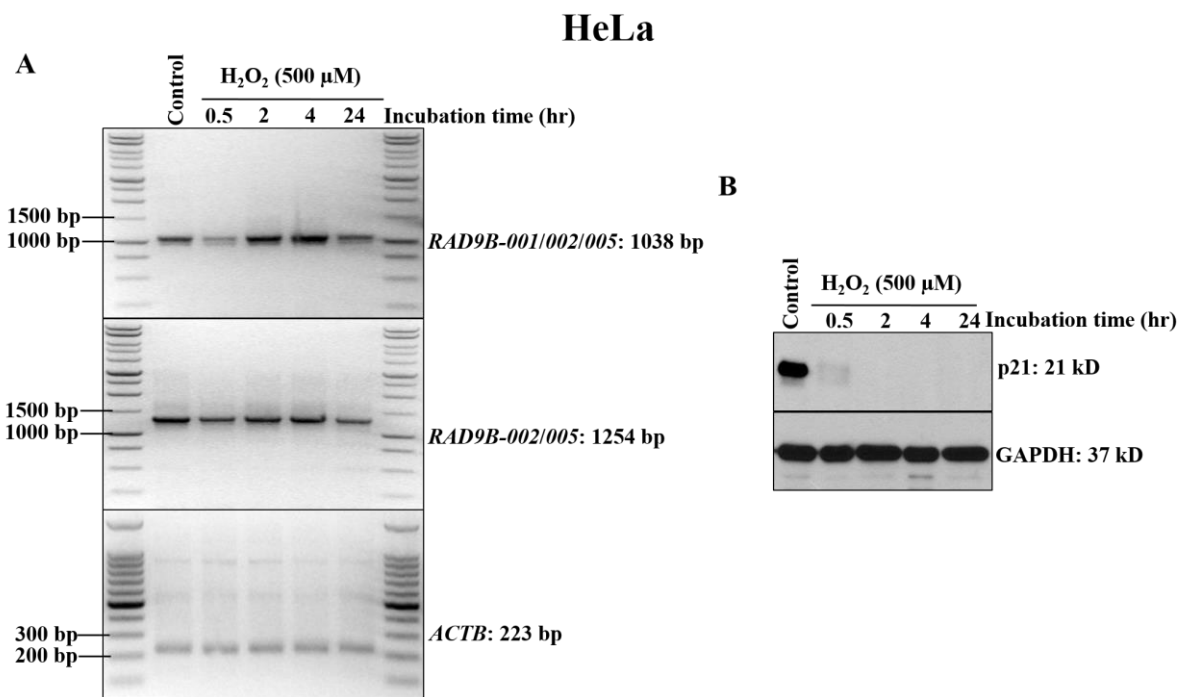 HeLa
A
Control
H₂O₂ (500 µM)
0.5 2 4 24 Incubation time (hr)
1500 bp
1000 bp
RAD9B-001/002/005: 1038 bp
1500 bp
1000 bp
RAD9B-002/005: 1254 bp
300 bp
200 bp
ACTB: 223 bp
B
Control
H₂O₂ (500 µM)
0.5 2 4 24 Incubation time (hr)
p21: 21 kD
GAPDH: 37 kD